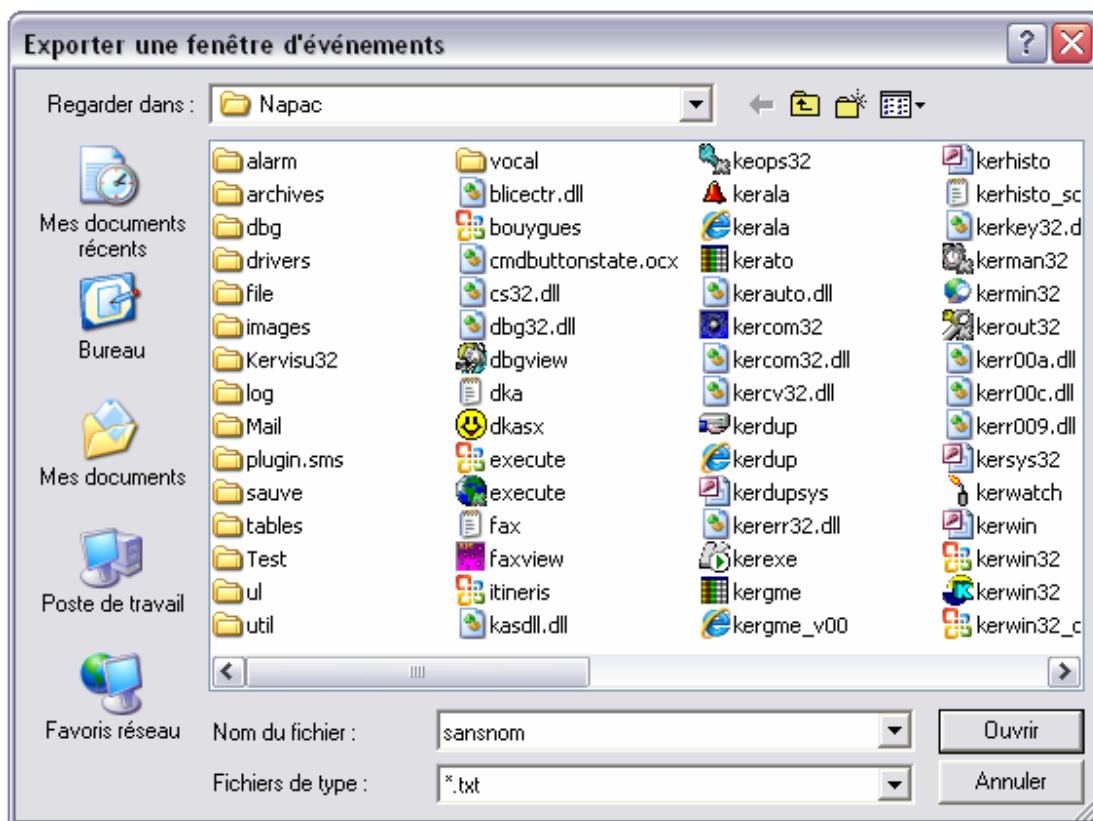 Exporter une fenêtre d'événements
Regarder dans :
Napac
Mes documents récents
Bureau
Mes documents
Poste de travail
Favoris réseau
alarm
archives
dbg
drivers
file
images
Kervisu32
log
Mail
plugin.sms
sauve
tables
Test
ul
util
vocal
blicectr.dll
bouygues
cmdbuttonstate.ocx
cs32.dll
dbg32.dll
dbgview
dka
dkasx
execute
execute
fax
faxview
itineris
kasdll.dll
keops32
kerala
kerala
kerato
kerauto.dll
kercom32
kercom32.dll
kercv32.dll
kerdup
kerdup
kerdupsys
kererr32.dll
kerexe
kergme
kergme_v00
kerhisto
kerhisto_sc
kerkey32.d
kerman32
kermin32
kerout32
kerr00a.dll
kerr00c.dll
kerr009.dll
kersys32
kerwatch
kerwin
kerwin32
kerwin32
kerwin32_c
Nom du fichier :
sansnom
Ouvrir
Fichiers de type :
*.txt
Annuler